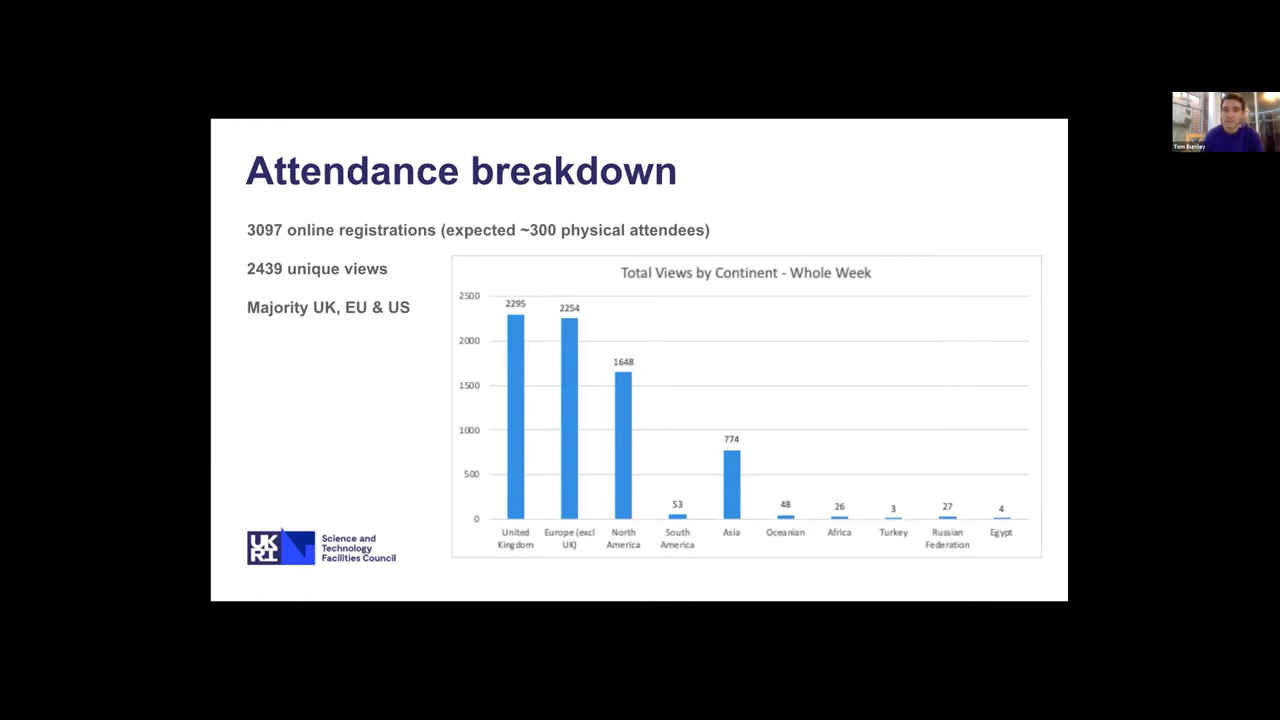 Attendance breakdown
3097 online registrations (expected ~300 physical attendees)
2439 unique views
Majority UK, EU & US
Total Views by Continent - Whole Week
2500
2000
1500
1000
500
0
2295
2254
1648
53
774
48
26
3
27
4
United Kingdom
Europe (excl UK)
North America
South America
Asia
Oceanian
Africa
Turkey
Russian Federation
Egypt
UK
RI
Science and
Technology
Facilities Council
Tom Burnley